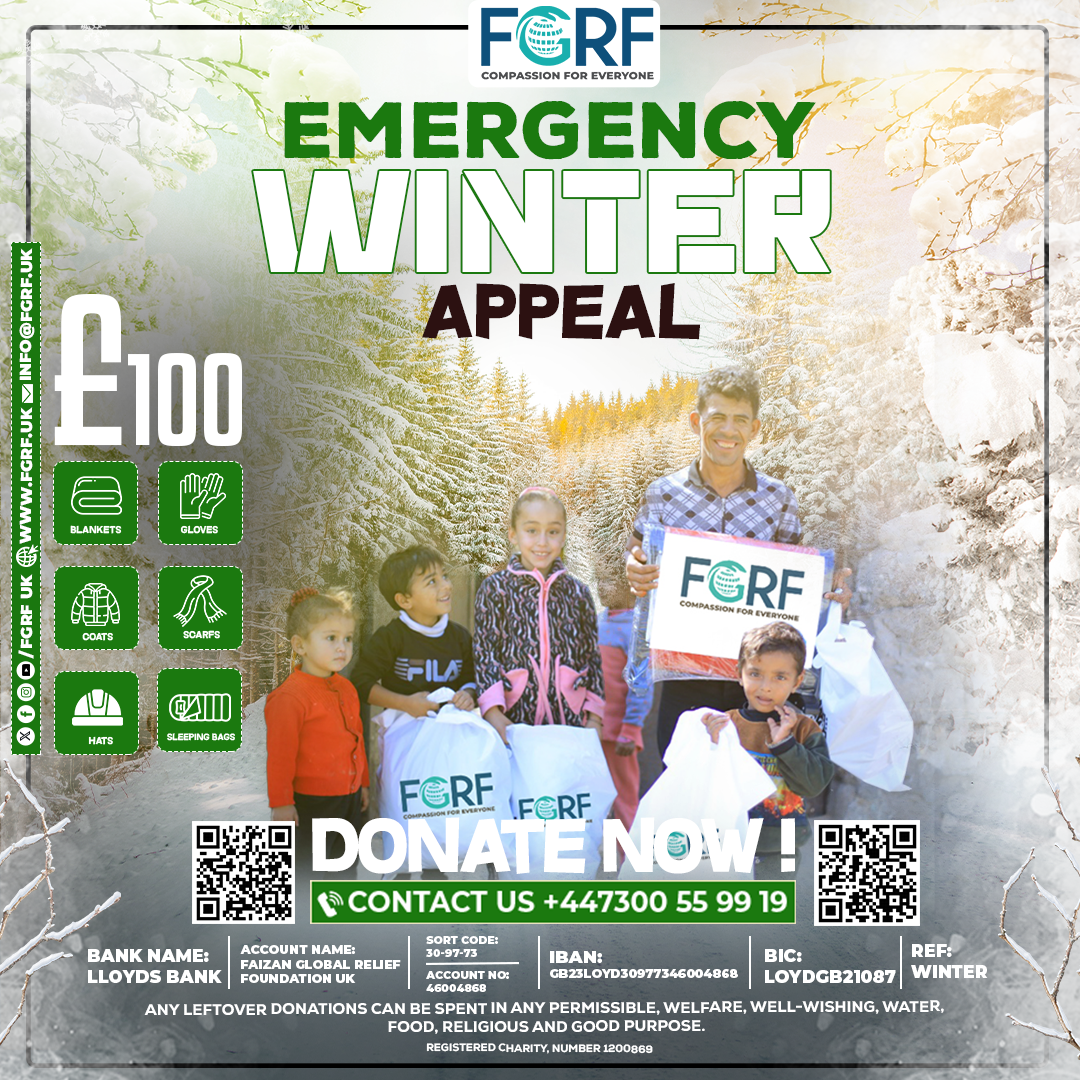 FGRF
COMPASSION FOR EVERYONE
EMERGENCY
WINTER
APPEAL
£100
BLANKETS
GLOVES
COATS
SCARFS
HATS
SLEEPING BAGS
/FGRF UK WWW.FGRF.UK INFO@FGRF.UK
FILA
FGRF
COMPASSION FOR EVERYONE
FGRF
COMPASSION FOR EVERYONE
FGRF
DONATE NOW !
CONTACT US +447300 55 99 19
BANK NAME:
LLOYDS BANK
ACCOUNT NAME:
FAIZAN GLOBAL RELIEF
FOUNDATION UK
SORT CODE:
30-97-73
ACCOUNT NO:
46004868
IBAN:
GB23LOYD30977346004868
BIC:
LOYDGB21087
REF:
WINTER
ANY LEFTOVER DONATIONS CAN BE SPENT IN ANY PERMISSIBLE, WELFARE, WELL-WISHING, WATER,
FOOD, RELIGIOUS AND GOOD PURPOSE.
REGISTERED CHARITY, NUMBER 1200869